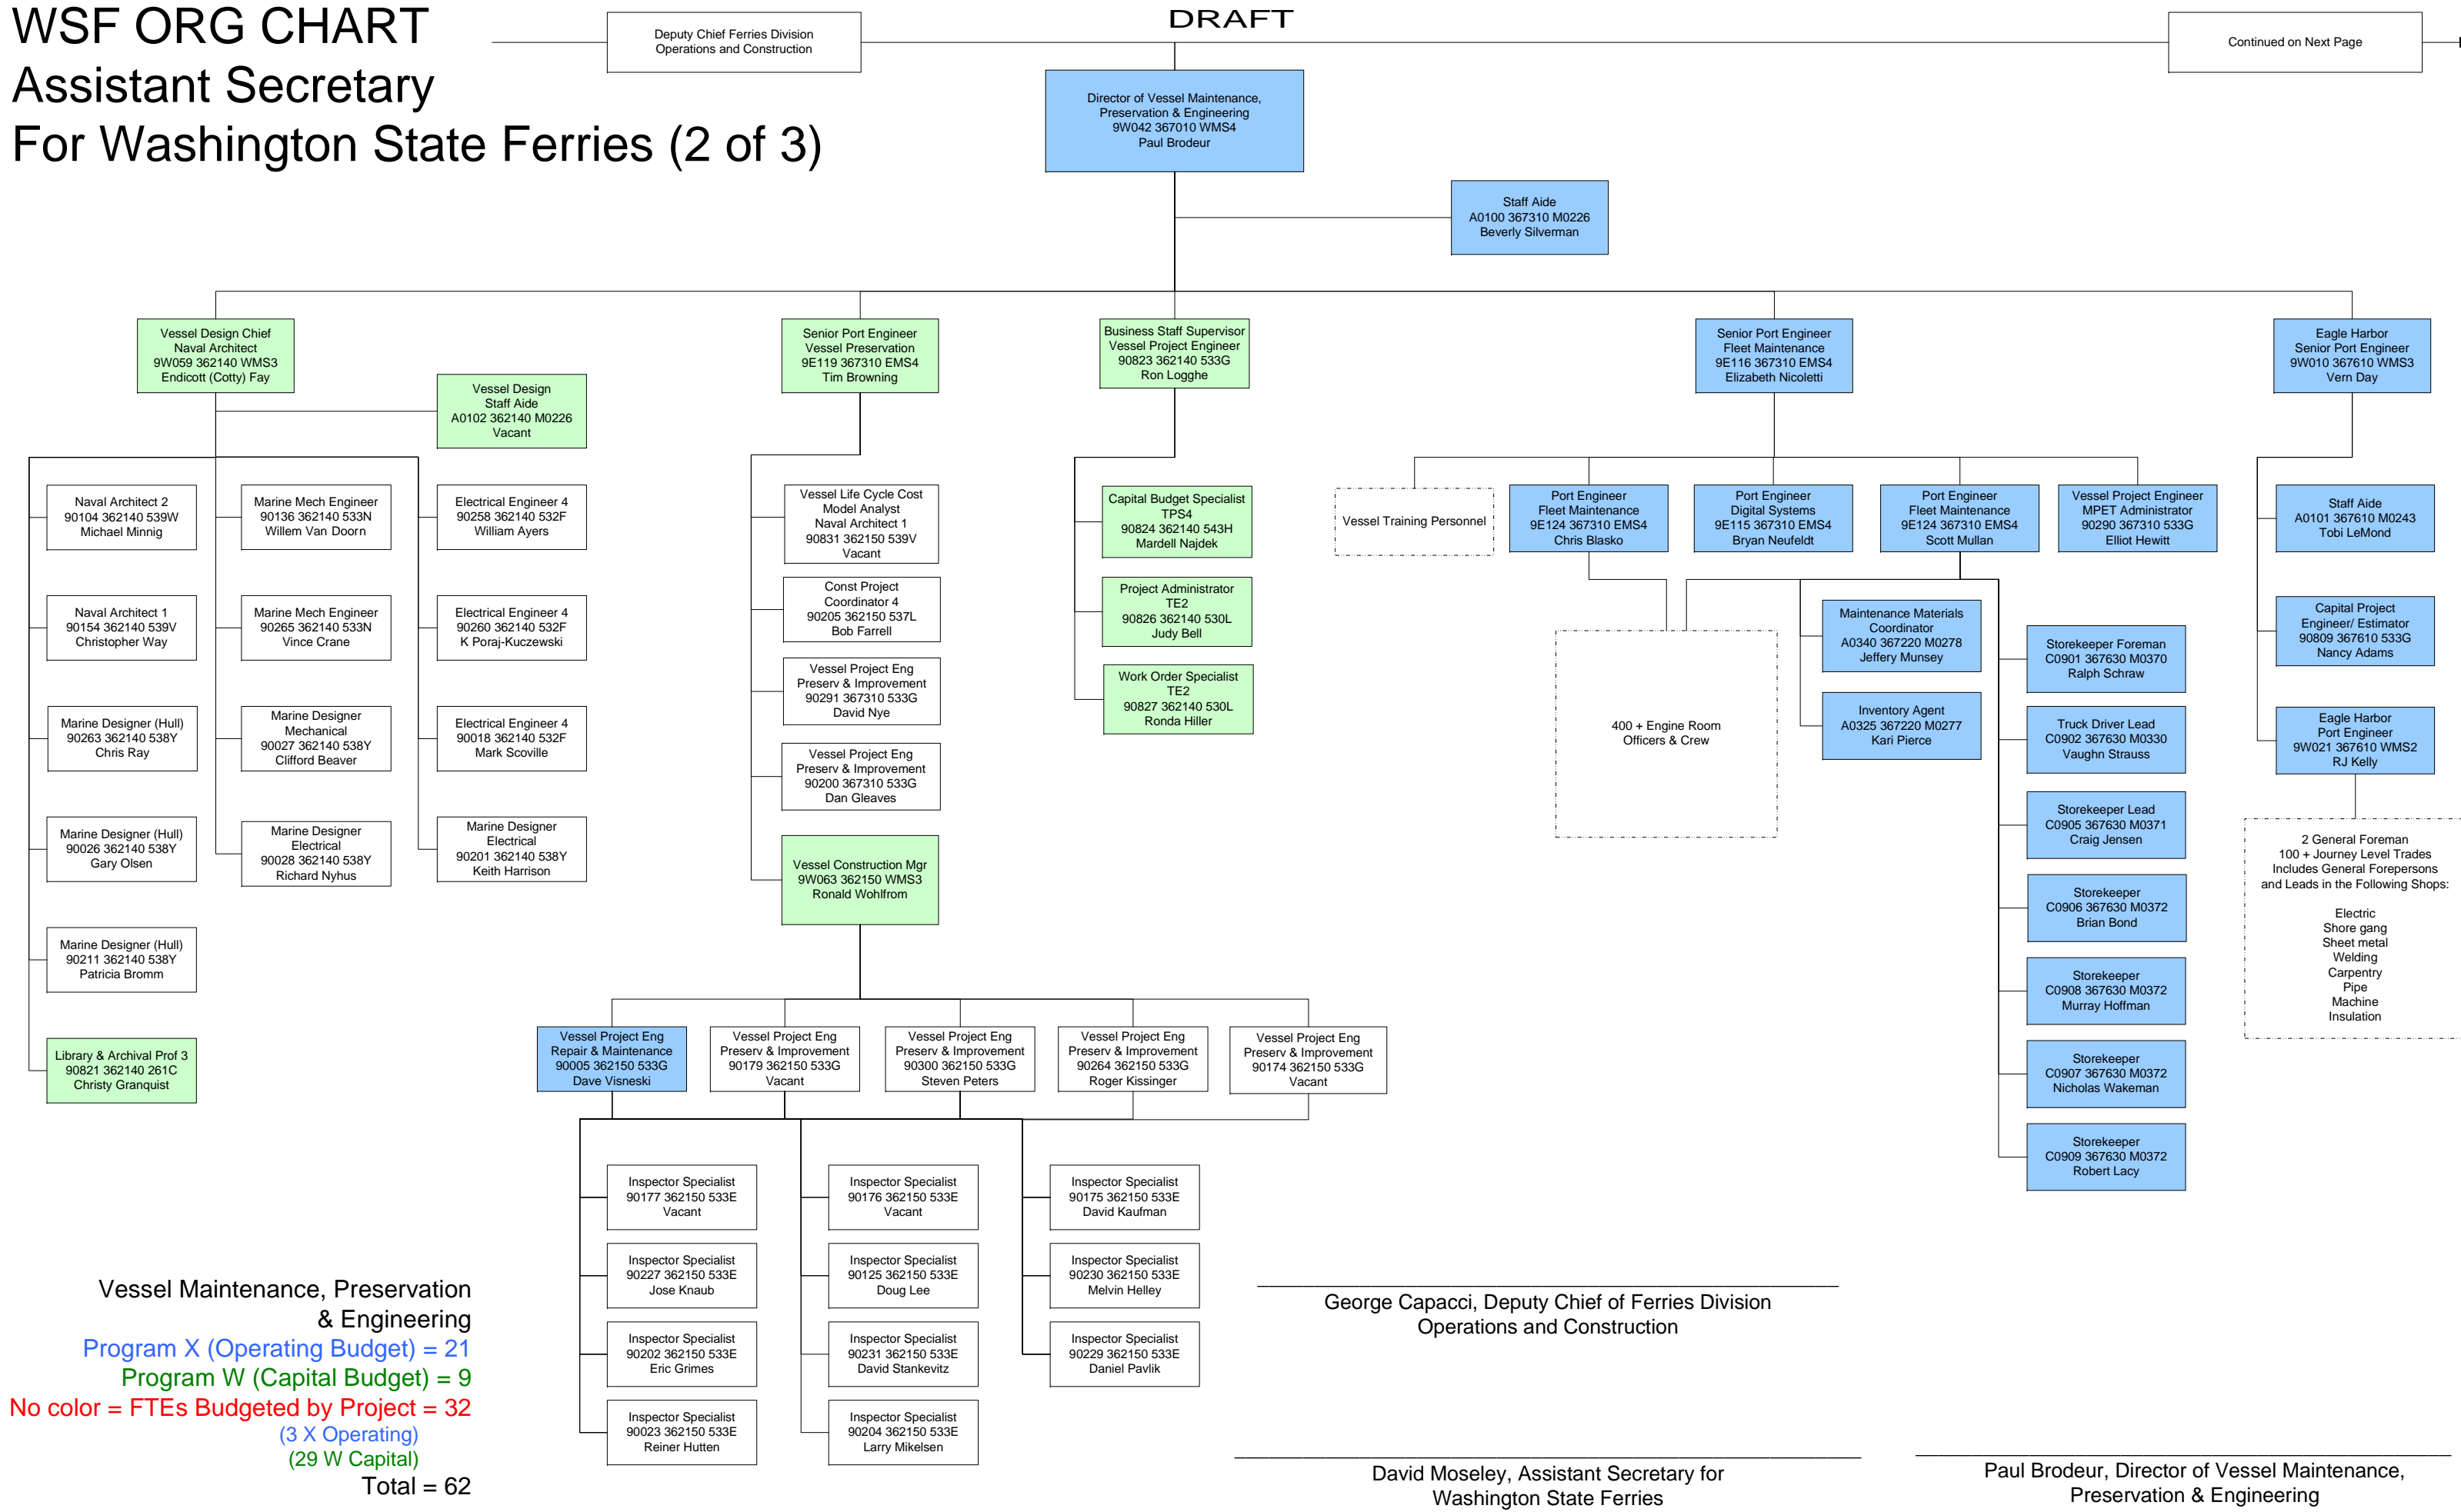 WSF ORG CHART
Assistant Secretary
For Washington State Ferries (2 of 3)
DRAFT
Deputy Chief Ferries Division
Operations and Construction
Continued on Next Page
Director of Vessel Maintenance,
Preservation & Engineering
9W042 367010 WMS4
Paul Brodeur
Staff Aide
A0100 367310 M0226
Beverly Silverman
Vessel Design Chief
Naval Architect
9W059 362140 WMS3
Endicott (Cotty) Fay
Senior Port Engineer
Vessel Preservation
9E119 367310 EMS4
Tim Browning
Business Staff Supervisor
Vessel Project Engineer
90823 362140 533G
Ron Logghe
Senior Port Engineer
Fleet Maintenance
9E116 367310 EMS4
Elizabeth Nicoletti
Eagle Harbor
Senior Port Engineer
9W010 367610 WMS3
Vern Day
Vessel Design
Staff Aide
A0102 362140 M0226
Vacant
Naval Architect 2
90104 362140 539W
Michael Minnig
Naval Architect 1
90154 362140 539V
Christopher Way
Marine Designer (Hull)
90263 362140 538Y
Chris Ray
Marine Designer (Hull)
90026 362140 538Y
Gary Olsen
Marine Designer (Hull)
90211 362140 538Y
Patricia Bromm
Library & Archival Prof 3
90821 362140 261C
Christy Granquist
Marine Mech Engineer
90136 362140 533N
Willem Van Doorn
Marine Mech Engineer
90265 362140 533N
Vince Crane
Marine Designer
Mechanical
90027 362140 538Y
Clifford Beaver
Marine Designer
Electrical
90028 362140 538Y
Richard Nyhus
Electrical Engineer 4
90258 362140 532F
William Ayers
Electrical Engineer 4
90260 362140 532F
K Poraj-Kuczewski
Electrical Engineer 4
90018 362140 532F
Mark Scoville
Marine Designer
Electrical
90201 362140 538Y
Keith Harrison
Vessel Life Cycle Cost
Model Analyst
Naval Architect 1
90831 362150 539V
Vacant
Const Project
Coordinator 4
90205 362150 537L
Bob Farrell
Vessel Project Eng
Preserv & Improvement
90291 367310 533G
David Nye
Vessel Project Eng
Preserv & Improvement
90200 367310 533G
Dan Gleaves
Vessel Construction Mgr
9W063 362150 WMS3
Ronald Wohlfrom
Capital Budget Specialist
TPS4
90824 362140 543H
Mardell Najdek
Project Administrator
TE2
90826 362140 530L
Judy Bell
Work Order Specialist
TE2
90827 362140 530L
Ronda Hiller
Vessel Training Personnel
Port Engineer
Fleet Maintenance
9E124 367310 EMS4
Chris Blasko
Port Engineer
Digital Systems
9E115 367310 EMS4
Bryan Neufeldt
Port Engineer
Fleet Maintenance
9E124 367310 EMS4
Scott Mullan
Vessel Project Engineer
MPET Administrator
90290 367310 533G
Elliot Hewitt
400 + Engine Room
Officers & Crew
Maintenance Materials
Coordinator
A0340 367220 M0278
Jeffery Munsey
Inventory Agent
A0325 367220 M0277
Kari Pierce
Storekeeper Foreman
C0901 367630 M0370
Ralph Schraw
Truck Driver Lead
C0902 367630 M0330
Vaughn Strauss
Storekeeper Lead
C0905 367630 M0371
Craig Jensen
Storekeeper
C0906 367630 M0372
Brian Bond
Storekeeper
C0908 367630 M0372
Murray Hoffman
Storekeeper
C0907 367630 M0372
Nicholas Wakeman
Storekeeper
C0909 367630 M0372
Robert Lacy
Staff Aide
A0101 367610 M0243
Tobi LeMond
Capital Project
Engineer/ Estimator
90809 367610 533G
Nancy Adams
Eagle Harbor
Port Engineer
9W021 367610 WMS2
RJ Kelly
2 General Foreman
100 + Journey Level Trades
Includes General Forepersons
and Leads in the Following Shops:
Electric
Shore gang
Sheet metal
Welding
Carpentry
Pipe
Machine
Insulation
Vessel Project Eng
Repair & Maintenance
90005 362150 533G
Dave Visneski
Vessel Project Eng
Preserv & Improvement
90179 362150 533G
Vacant
Vessel Project Eng
Preserv & Improvement
90300 362150 533G
Steven Peters
Vessel Project Eng
Preserv & Improvement
90264 362150 533G
Roger Kissinger
Vessel Project Eng
Preserv & Improvement
90174 362150 533G
Vacant
Inspector Specialist
90177 362150 533E
Vacant
Inspector Specialist
90227 362150 533E
Jose Knaub
Inspector Specialist
90202 362150 533E
Eric Grimes
Inspector Specialist
90023 362150 533E
Reiner Hutten
Inspector Specialist
90176 362150 533E
Vacant
Inspector Specialist
90125 362150 533E
Doug Lee
Inspector Specialist
90231 362150 533E
David Stankevitz
Inspector Specialist
90204 362150 533E
Larry Mikelsen
Inspector Specialist
90175 362150 533E
David Kaufman
Inspector Specialist
90230 362150 533E
Melvin Helley
Inspector Specialist
90229 362150 533E
Daniel Pavlik
Vessel Maintenance, Preservation
& Engineering
Program X (Operating Budget) = 21
Program W (Capital Budget) = 9
No color = FTEs Budgeted by Project = 32
(3 X Operating)
(29 W Capital)
Total = 62
George Capacci, Deputy Chief of Ferries Division
Operations and Construction
David Moseley, Assistant Secretary for
Washington State Ferries
Paul Brodeur, Director of Vessel Maintenance,
Preservation & Engineering